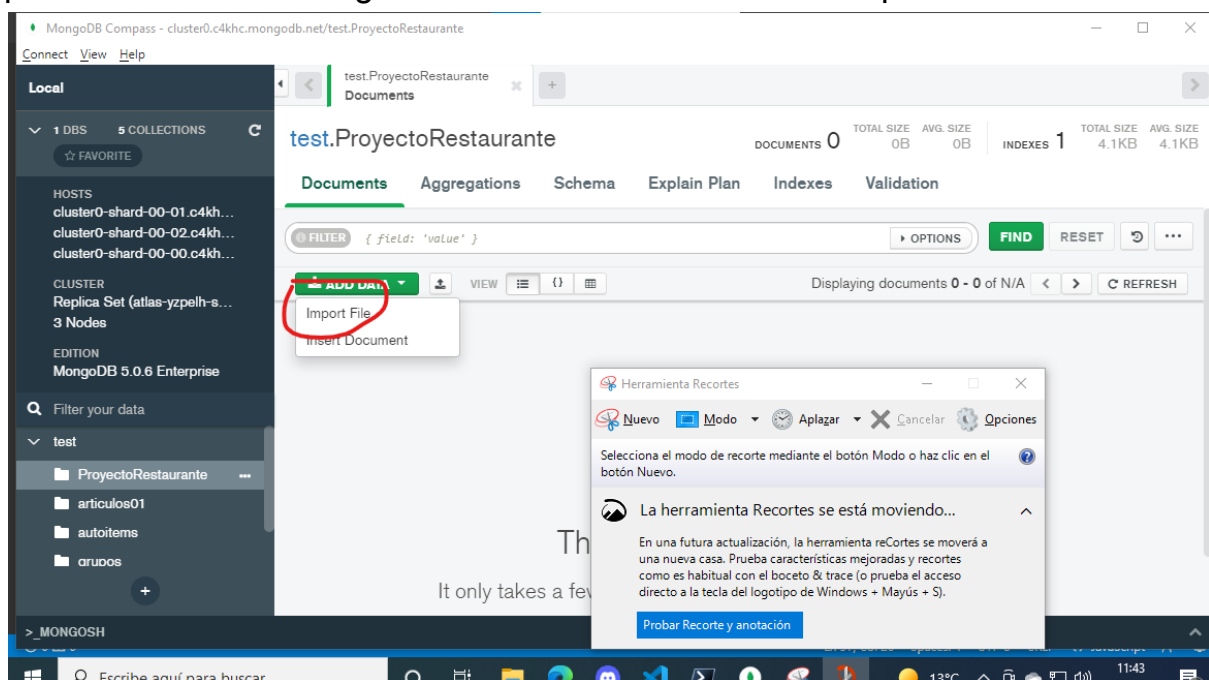 MongoDB Compass - cluster0.c4khc.mongodb.net/test.ProyectoRestaurante
Connect View Help
Local
test.ProyectoRestaurante
Documents
1 DBS 5 COLLECTIONS
FAVORITE
HOSTS
cluster0-shard-00-01.c4kh...
cluster0-shard-00-02.c4kh...
cluster0-shard-00-00.c4kh...
CLUSTER
Replica Set (atlas-yzpelh-s...
3 Nodes
EDITION
MongoDB 5.0.6 Enterprise
Filter your data
test
ProyectoRestaurante
articulos01
autoitems
grupos
>_MONGOSH
test.ProyectoRestaurante
DOCUMENTS 0 TOTAL SIZE 0B AVG. SIZE 0B INDEXES 1 TOTAL SIZE 4.1KB AVG. SIZE 4.1KB
Documents Aggregations Schema Explain Plan Indexes Validation
FILTER { field: 'value' } OPTIONS FIND RESET
ADD DATA VIEW Displaying documents 0 - 0 of N/A REFRESH
Import File
Insert Document
Th
It only takes a few
Herramienta Recortes
Nuevo Modo Aplazar Cancelar Opciones
Selecciona el modo de recorte mediante el botón Modo o haz clic en el
botón Nuevo.
La herramienta Recortes se está moviendo...
En una futura actualización, la herramienta reCortes se moverá a
una nueva casa. Prueba características mejoradas y recortes
como es habitual con el boceto & trace (o prueba el acceso
directo a la tecla del logotipo de Windows + Mayús + S).
Probar Recorte y anotación
Escribe aquí para buscar
13°C
11:43